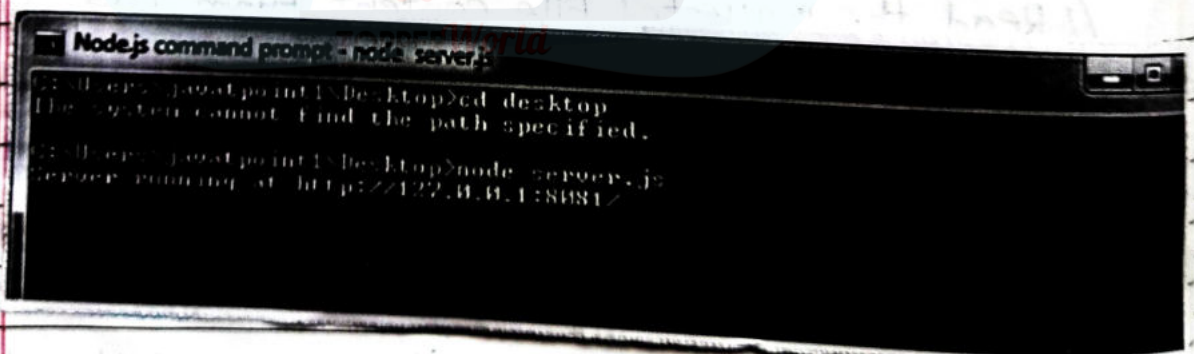 Node.js command prompt - node server.js
C:\Users\javatpoint1\Desktop>cd desktop
The system cannot find the path specified.
C:\Users\javatpoint1\Desktop>node server.js
Server running at http://127.0.0.1:8081/